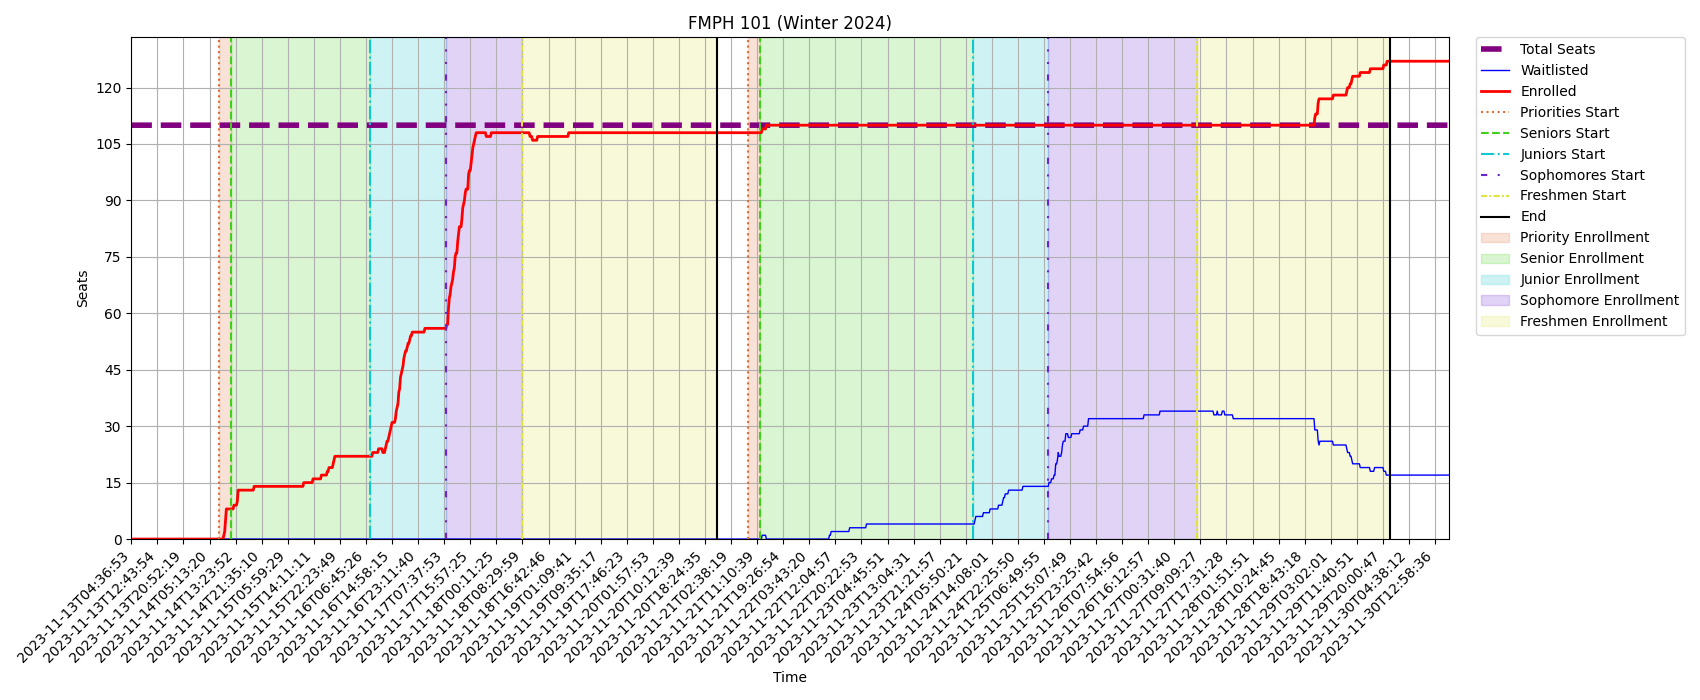 FMPH 101 (Winter 2024)
Total Seats
Waitlisted
Enrolled
Priorities Start
Seniors Start
Juniors Start
Sophomores Start
Freshmen Start
End
Priority Enrollment
Senior Enrollment
Junior Enrollment
Sophomore Enrollment
Freshmen Enrollment
Seats
120
105
90
75
60
45
30
15
0
2023-11-13T04:36:53
2023-11-13T12:43:54
2023-11-13T20:52:19
2023-11-14T05:13:20
2023-11-14T13:23:52
2023-11-14T21:35:10
2023-11-15T05:59:29
2023-11-15T14:11:11
2023-11-15T22:23:49
2023-11-16T06:45:26
2023-11-16T14:58:15
2023-11-16T23:11:40
2023-11-17T07:37:53
2023-11-17T15:57:25
2023-11-18T00:11:25
2023-11-18T08:29:59
2023-11-18T16:42:46
2023-11-19T01:09:41
2023-11-19T09:35:17
2023-11-19T17:46:23
2023-11-20T01:57:53
2023-11-20T10:12:39
2023-11-20T18:24:35
2023-11-21T02:38:19
2023-11-21T11:10:39
2023-11-21T19:26:54
2023-11-22T03:43:20
2023-11-22T12:04:57
2023-11-22T20:22:53
2023-11-23T04:45:51
2023-11-23T13:04:31
2023-11-23T21:21:57
2023-11-24T05:50:21
2023-11-24T14:08:01
2023-11-24T22:25:50
2023-11-25T06:49:55
2023-11-25T15:07:49
2023-11-25T23:25:42
2023-11-26T07:54:56
2023-11-26T16:12:57
2023-11-27T00:31:40
2023-11-27T09:09:27
2023-11-27T17:31:28
2023-11-28T01:51:51
2023-11-28T10:24:45
2023-11-28T18:43:18
2023-11-29T03:02:01
2023-11-29T11:40:51
2023-11-29T20:00:47
2023-11-30T04:38:12
2023-11-30T12:58:36
Time